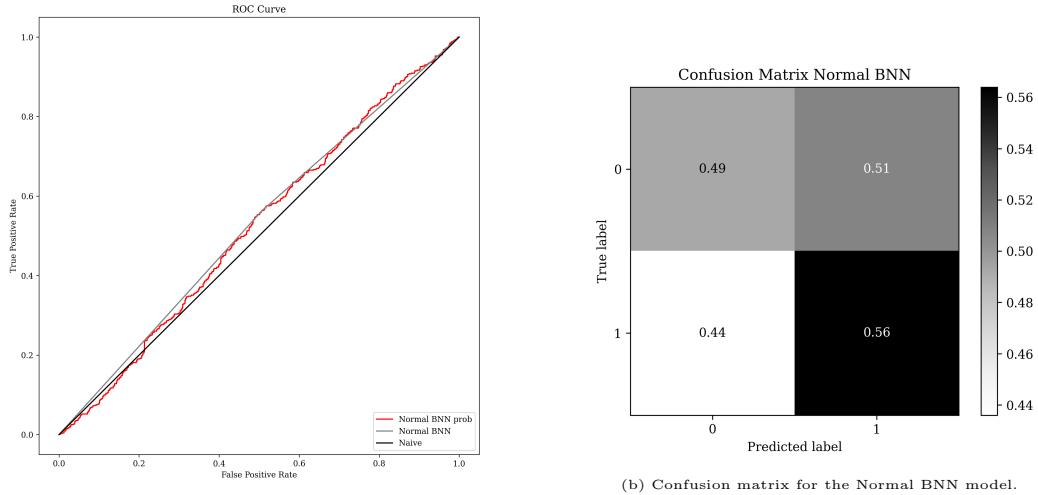 ROC Curve
True Positive Rate
1.0
0.8
0.6
0.4
0.2
0.0
0.0 0.2 0.4 0.6 0.8 1.0
False Positive Rate
Normal BNN prob
Normal BNN
Naive
Confusion Matrix Normal BNN
True label
0
1
0.49 0.51
0.44 0.56
0 1
Predicted label
0.56
0.54
0.52
0.50
0.48
0.46
0.44
(b) Confusion matrix for the Normal BNN model.